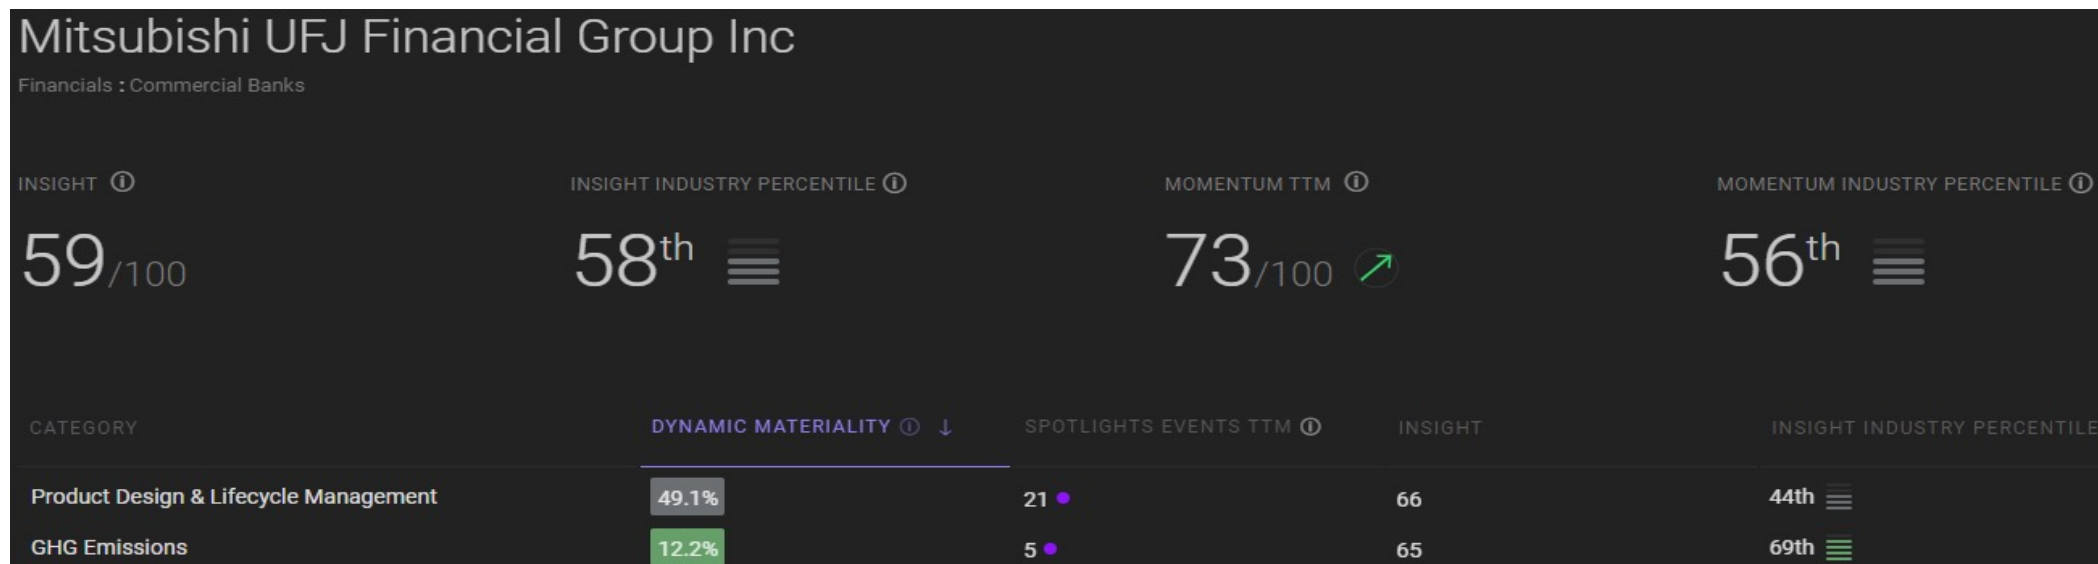 Mitsubishi UFJ Financial Group Inc
Financials : Commercial Banks
INSIGHT INSIGHT INDUSTRY PERCENTILE MOMENTUM TTM MOMENTUM INDUSTRY PERCENTILE
59/100 58th 73/100 56th
CATEGORY DYNAMIC MATERIALITY ↓ SPOTLIGHTS EVENTS TTM INSIGHT INSIGHT INDUSTRY PERCENTILE
Product Design & Lifecycle Management 49.1% 21 66 44th
GHG Emissions 12.2% 5 65 69th